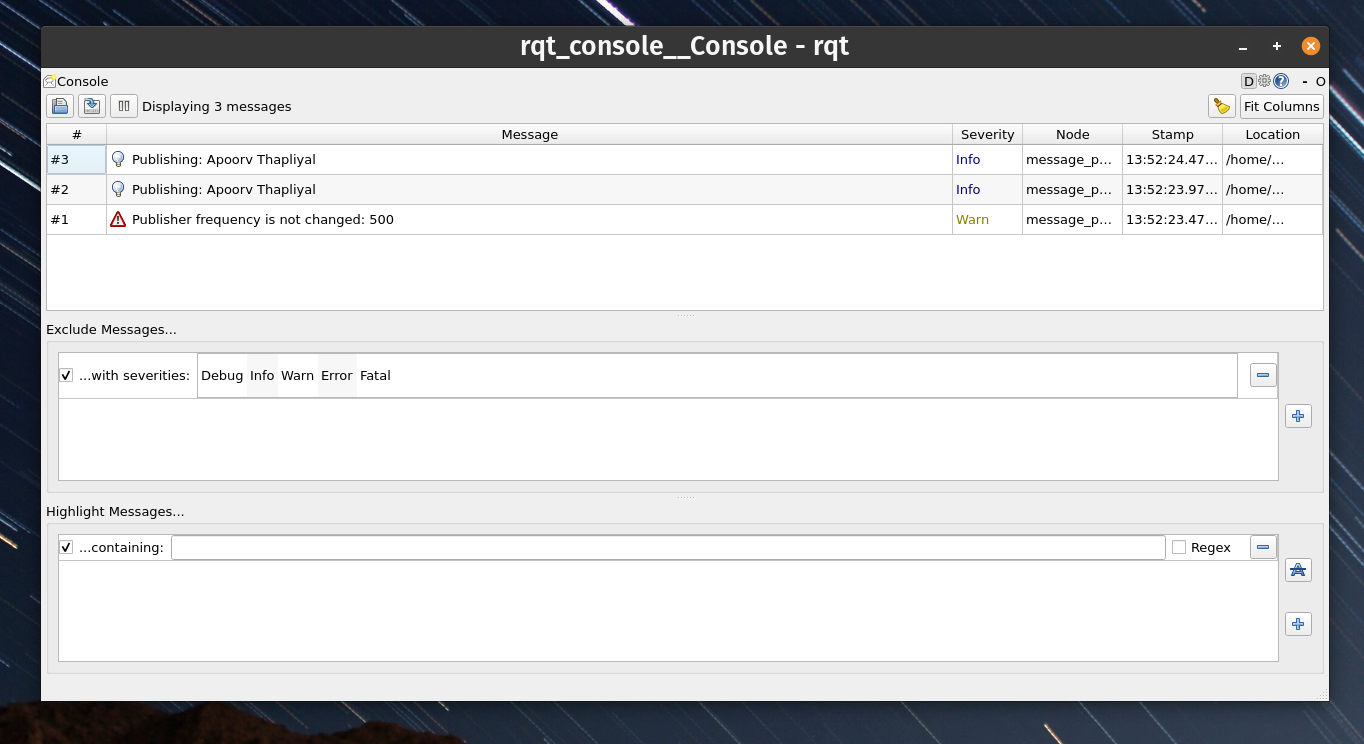 rqt_console__Console - rqt
Console D - O
Displaying 3 messages Fit Columns
# Message Severity Node Stamp Location
#3 Publishing: Apoorv Thapliyal Info message_p... 13:52:24.47... /home/...
#2 Publishing: Apoorv Thapliyal Info message_p... 13:52:23.97... /home/...
#1 Publisher frequency is not changed: 500 Warn message_p... 13:52:23.47... /home/...
Exclude Messages...
...with severities: Debug Info Warn Error Fatal
Highlight Messages...
...containing: Regex